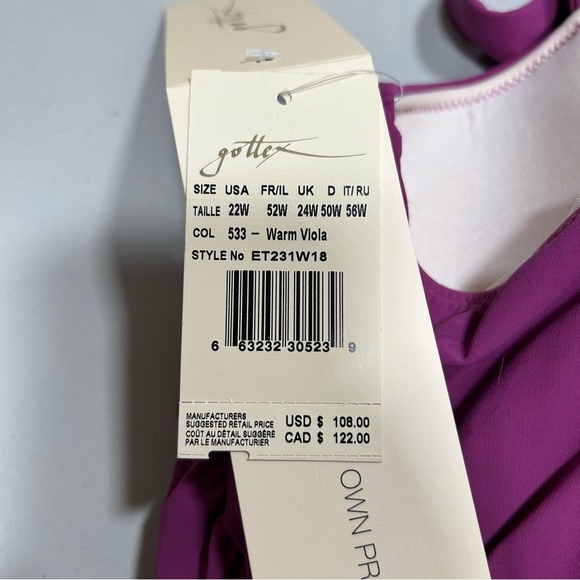 gottex
SIZE USA FR/IL UK D IT/RU
TAILLE 22W 52W 24W 50W 56W
COL 533 - Warm Viola
STYLE No ET231W18
6 63232 30523 9
MANUFACTURERS
SUGGESTED RETAIL PRICE
COÛT AU DÉTAIL SUGGÉRÉ
PAR LE MANUFACTURIER
USD $ 108.00
CAD $ 122.00
OWN PR